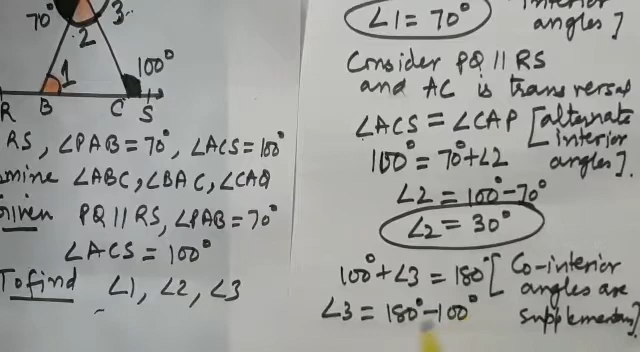 70° 3
2
1 100°
R B C S
RS, ∠PAB=70°, ∠ACS=100°
mine ∠ABC, ∠BAC, ∠CAQ
Given PQ || RS, ∠PAB=70°
∠ACS=100°
To find ∠1, ∠2, ∠3
∠1=70° interior
angles]
Consider PQ || RS
and AC is transversal
∠ACS = ∠CAP [alternate
interior
angles].
100° = 70°+∠2
∠2 = 100°-70°
∠2 = 30°
100°+∠3 = 180° [Co-interior
angles are
supplementary]
∠3 = 180°-100°